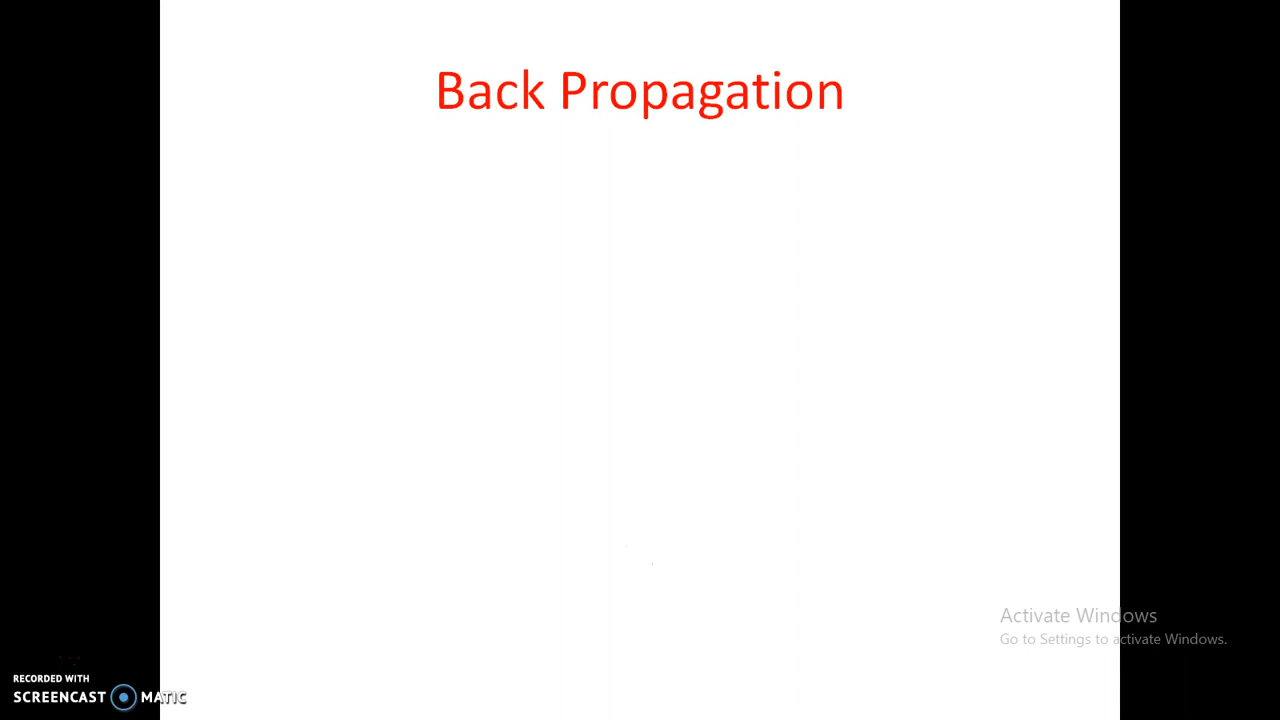 Back Propagation
Activate Windows
Go to Settings to activate Windows.
RECORDED WITH
SCREENCAST MATIC